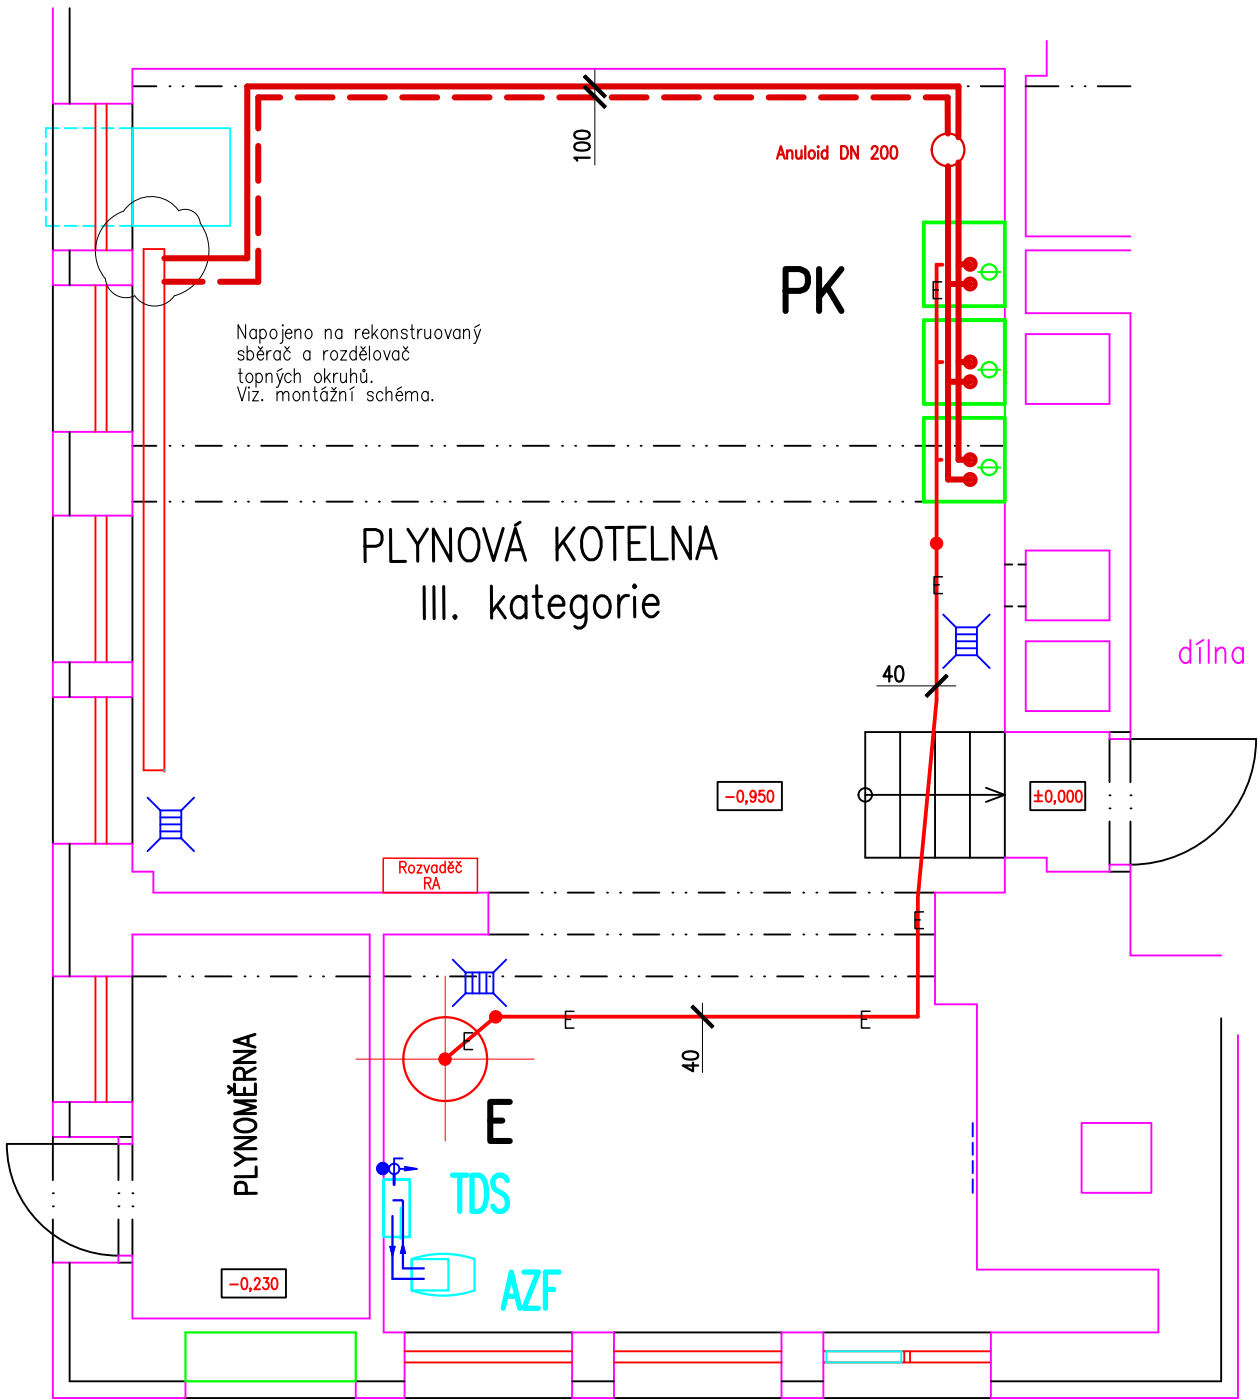 100
Anuloid DN 200
PK
E
Napojeno na rekonstruovaný
sběrač a rozdělovač
topných okruhů.
Viz. montážní schéma.
PLYNOVÁ KOTELNA
III. kategorie
E
dílna
40
-0,950
±0,000
Rozvaděč
RA
E
E
E
E
40
PLYNOMĚRNA
E
TDS
-0,230
AZF